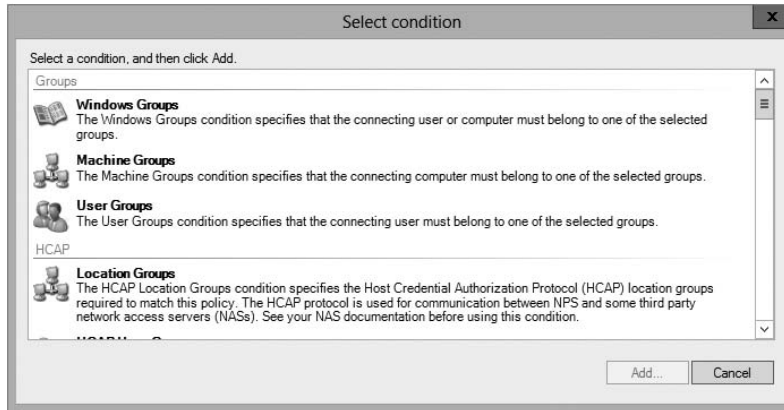 Select condition
x
Select a condition, and then click Add.
Groups
Windows Groups
The Windows Groups condition specifies that the connecting user or computer must belong to one of the selected
groups.
Machine Groups
The Machine Groups condition specifies that the connecting computer must belong to one of the selected groups.
User Groups
The User Groups condition specifies that the connecting user must belong to one of the selected groups.
HCAP
Location Groups
The HCAP Location Groups condition specifies the Host Credential Authorization Protocol (HCAP) location groups
required to match this policy. The HCAP protocol is used for communication between NPS and some third party
network access servers (NASs). See your NAS documentation before using this condition.
Add... Cancel